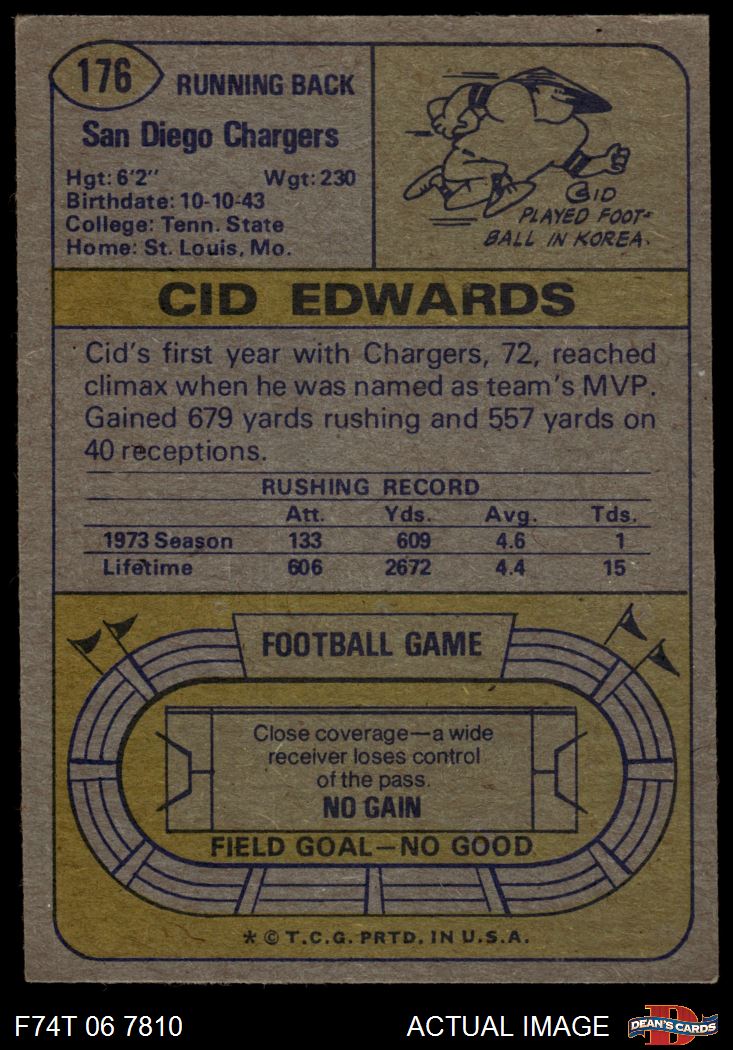 176
RUNNING BACK
San Diego Chargers
Hgt: 6'2" Wgt: 230
Birthdate: 10-10-43
College: Tenn. State
Home: St. Louis, Mo.
CID
PLAYED FOOT-
BALL IN KOREA.
CID EDWARDS
Cid's first year with Chargers, 72, reached
climax when he was named as team's MVP.
Gained 679 yards rushing and 557 yards on
40 receptions.
RUSHING RECORD
Att. Yds. Avg. Tds.
1973 Season 133 609 4.6 1
Lifetime 606 2672 4.4 15
FOOTBALL GAME
Close coverage—a wide
receiver loses control
of the pass.
NO GAIN
FIELD GOAL—NO GOOD
* © T.C.G. PRTD. IN U.S.A.
F74T 06 7810 ACTUAL IMAGE
D
DEAN'S CARDS